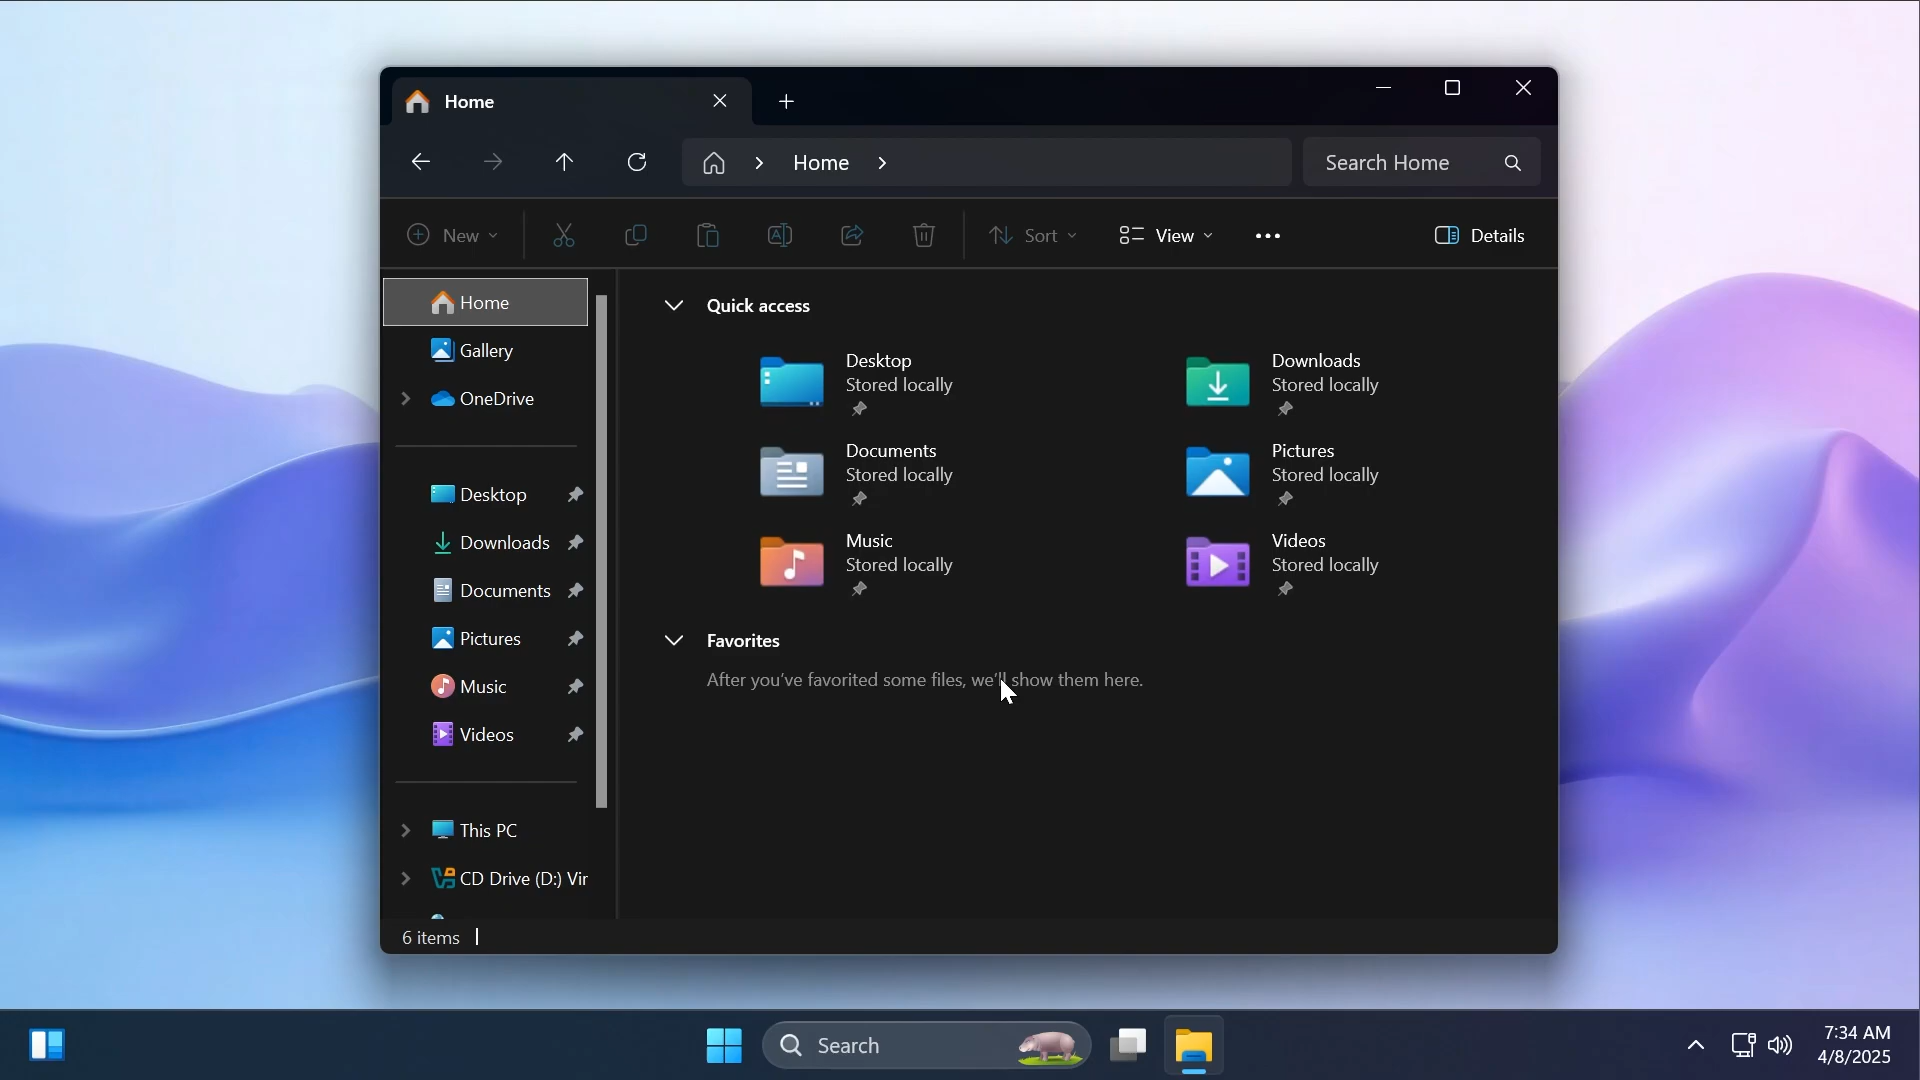 Home
Home
Search Home
New
Sort
View
Details
Home
Gallery
OneDrive
Desktop
Downloads
Documents
Pictures
Music
Videos
This PC
CD Drive (D:) Vir
Quick access
Desktop
Stored locally
Downloads
Stored locally
Documents
Stored locally
Pictures
Stored locally
Music
Stored locally
Videos
Stored locally
Favorites
After you've favorited some files, we'll show them here.
6 items
Search
7:34 AM
4/8/2025